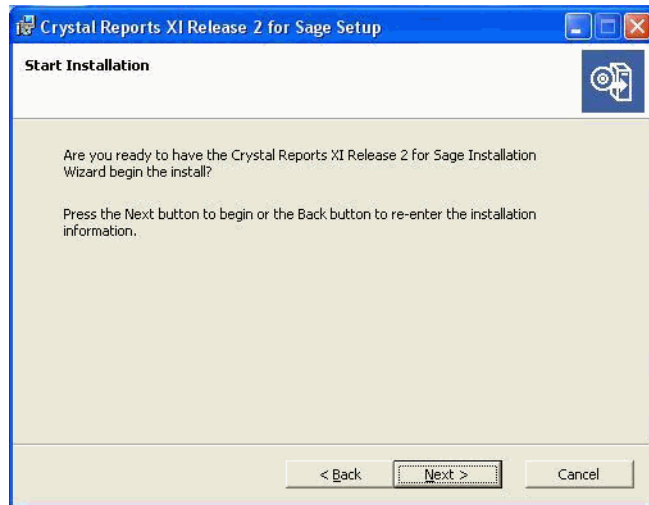 Crystal Reports XI Release 2 for Sage Setup
Start Installation
Are you ready to have the Crystal Reports XI Release 2 for Sage Installation
Wizard begin the install?
Press the Next button to begin or the Back button to re-enter the installation
information.
< Back Next > Cancel